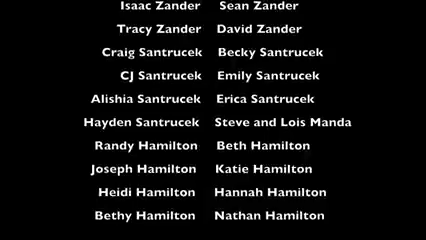 Isaac Zander Sean Zander
Tracy Zander David Zander
Craig Santrucek Becky Santrucek
CJ Santrucek Emily Santrucek
Alishia Santrucek Erica Santrucek
Hayden Santrucek Steve and Lois Manda
Randy Hamilton Beth Hamilton
Joseph Hamilton Katie Hamilton
Heidi Hamilton Hannah Hamilton
Bethy Hamilton Nathan Hamilton